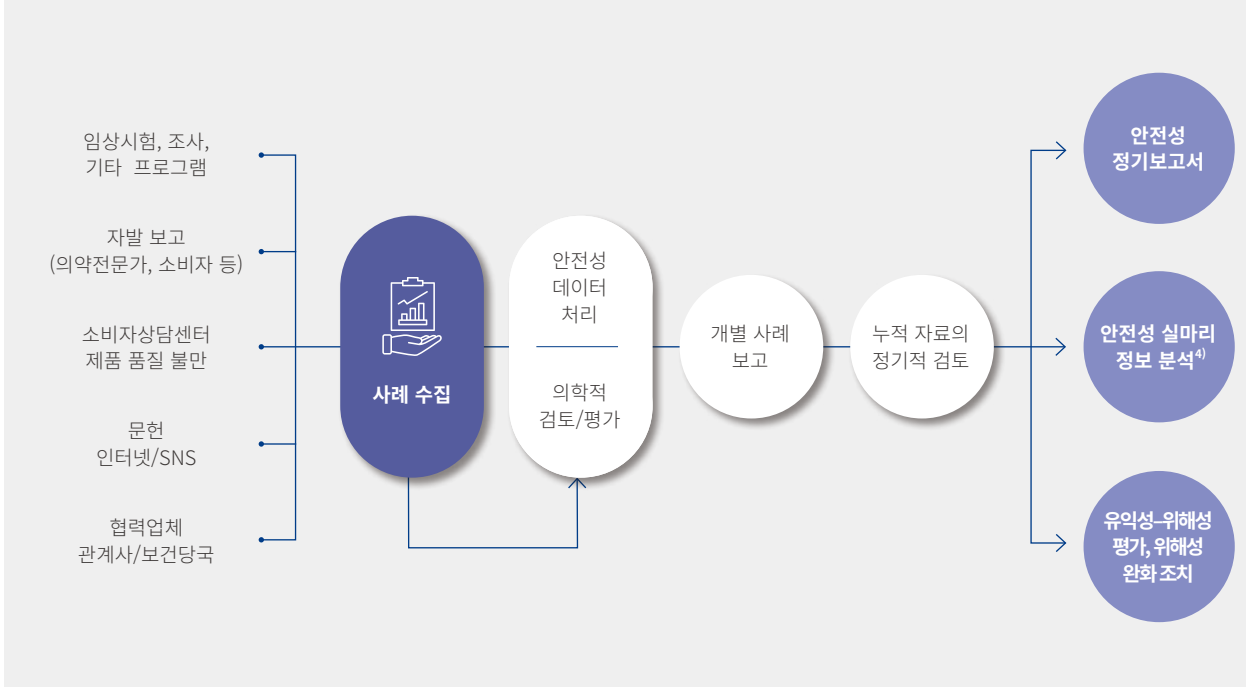 임상시험, 조사,
기타 프로그램
자발 보고
(의약전문가, 소비자 등)
소비자상담센터
제품 품질 불만
문헌
인터넷/SNS
협력업체
관계사/보건당국
사례 수집
안전성
데이터
처리
의학적
검토/평가
개별 사례
보고
누적 자료의
정기적 검토
안전성
정기보고서
안전성 실마리
정보 분석4)
유익성–위해성
평가, 위해성
완화 조치